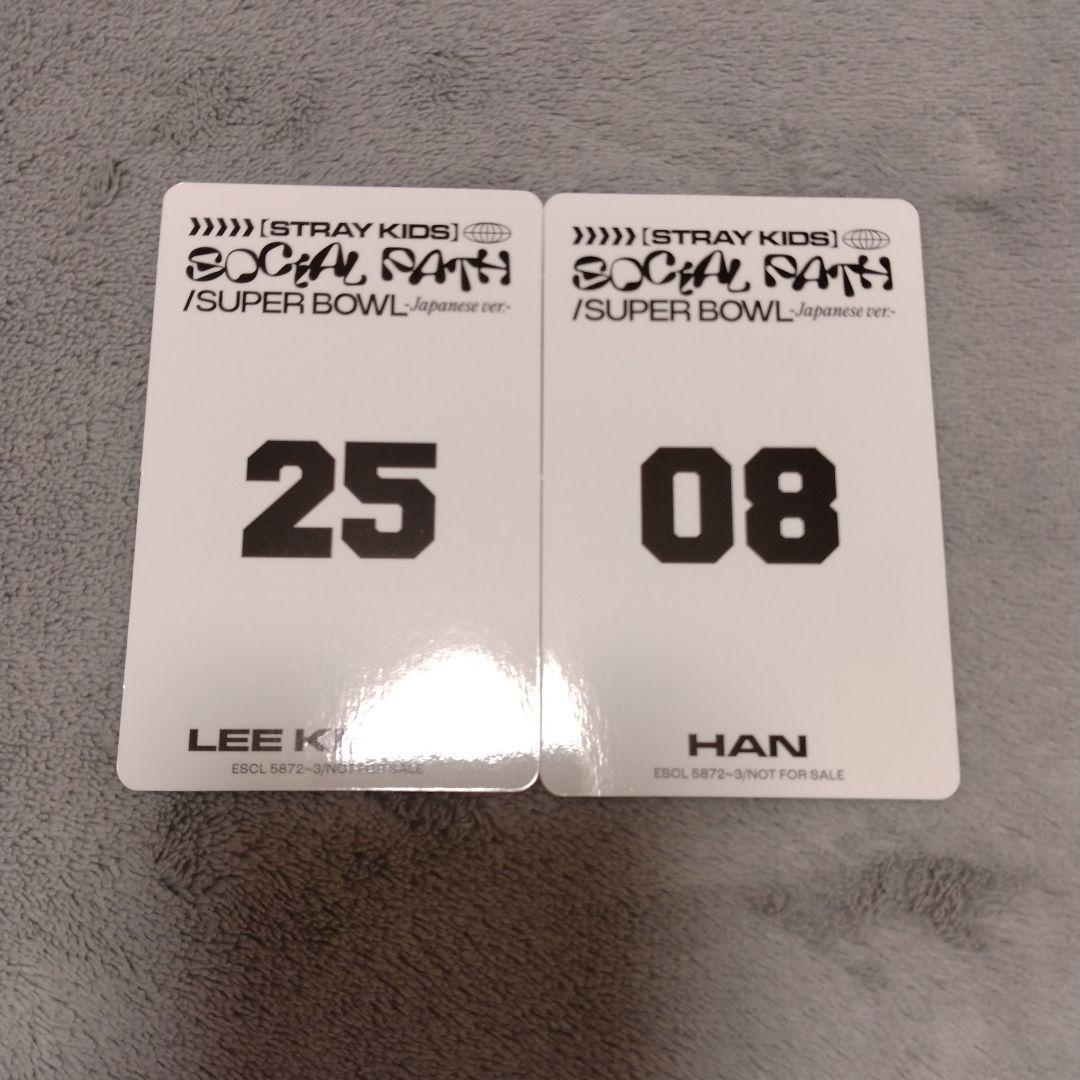 ❯❯❯❯❯[STRAY KIDS]
SOCIAL PATH
/SUPER BOWL-Japanese ver.-
25
LEE
ESCL 5872~3/NOT FOR SALE
❯❯❯❯❯[STRAY KIDS]
SOCIAL PATH
/SUPER BOWL-Japanese ver.-
08
HAN
ESCL 5872~3/NOT FOR SALE